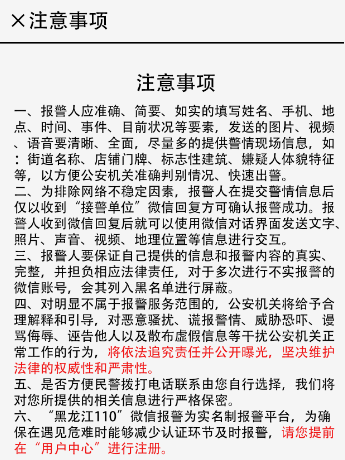 ×注意事项
注意事项
一、报警人应准确、简要、如实的填写姓名、手机、地
点、时间、事件、目前状况等要素，发送的图片、视频
、语音要清晰、全面，尽量多的提供警情现场信息，如
：街道名称、店铺门牌、标志性建筑、嫌疑人体貌特征
等，以方便公安机关准确判别情况、快速出警。
二、为排除网络不稳定因素，报警人在提交警情信息后
仅以收到“接警单位”微信回复方可确认报警成功。报
警人收到微信回复后就可以使用微信对话界面发送文字、
照片、声音、视频、地理位置等信息进行交互。
三、报警人要保证自己提供的信息和报警内容的真实、
完整，并担负相应法律责任，对于多次进行不实报警的
微信账号，会其列入黑名单进行屏蔽。
四、对明显不属于报警服务范围的，公安机关将给予合
理解释和引导，对恶意骚扰、谎报警情、威胁恐吓、谩
骂侮辱、诬告他人以及散布虚假信息等干扰公安机关正
常工作的行为，将依法追究责任并公开曝光，坚决维护
法律的权威性和严肃性。
五、是否方便民警拨打电话联系由您自行选择，我们将
对您所提供的相关信息进行严格保密。
六、“黑龙江110”微信报警为实名制报警平台，为确
保在遇见危难时能够减少认证环节及时报警，请您提前
在“用户中心”进行注册。